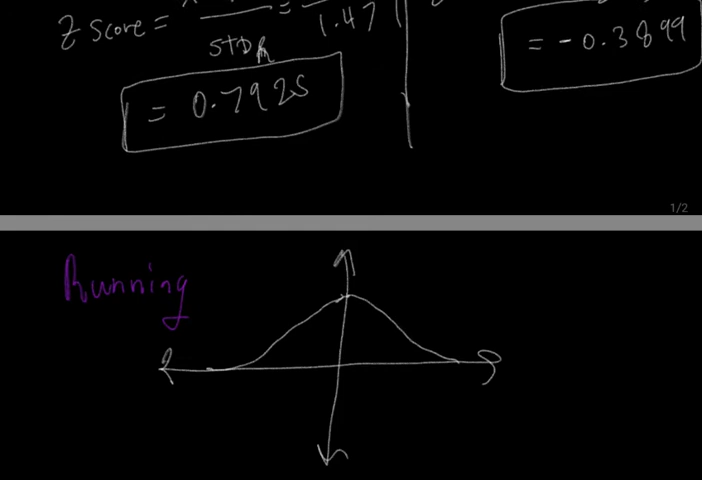 Z Score = =
STD 1.47
= 0.7925
= -0.3899
1/2
Running